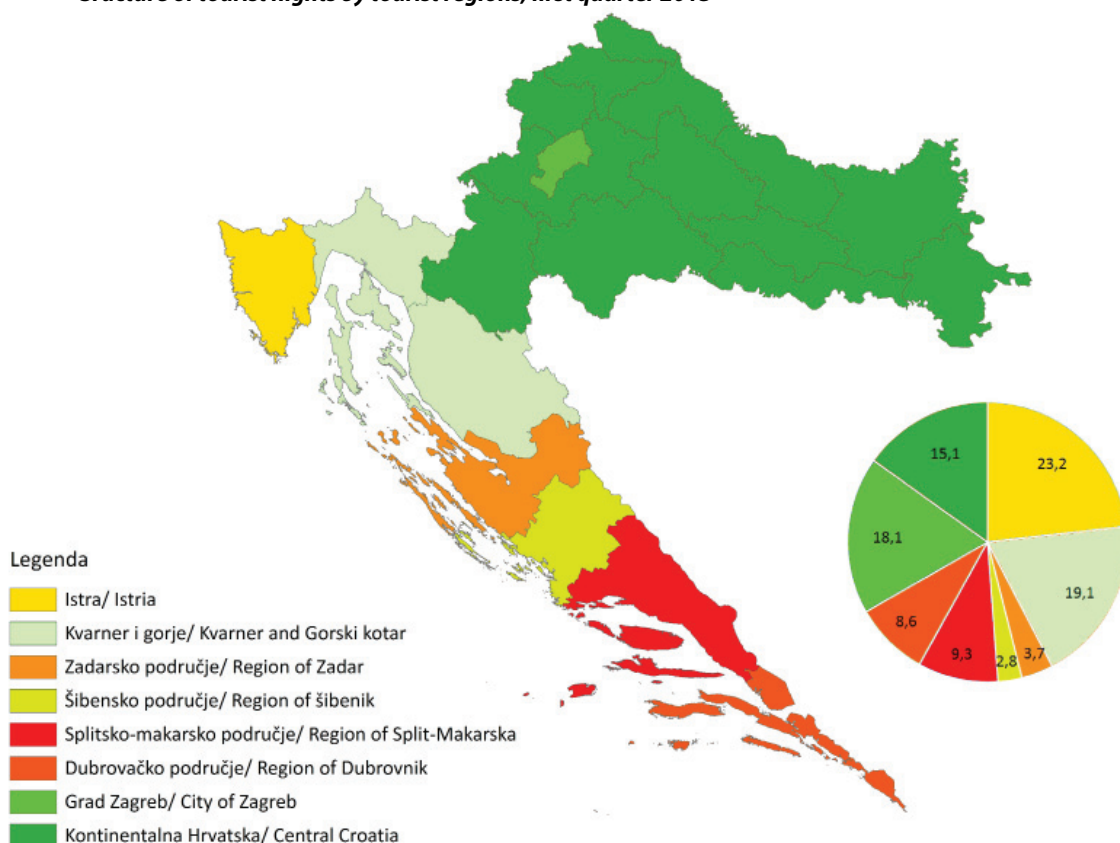 Legenda
Istra/ Istria
Kvarner i gorje/ Kvarner and Gorski kotar
Zadarsko područje/ Region of Zadar
Šibensko područje/ Region of šibenik
Splitsko-makarsko područje/ Region of Split-Makarska
Dubrovačko područje/ Region of Dubrovnik
Grad Zagreb/ City of Zagreb
Kontinentalna Hrvatska/ Central Croatia
15,1
23,2
18,1
19,1
8,6
9,3
2,8
3,7